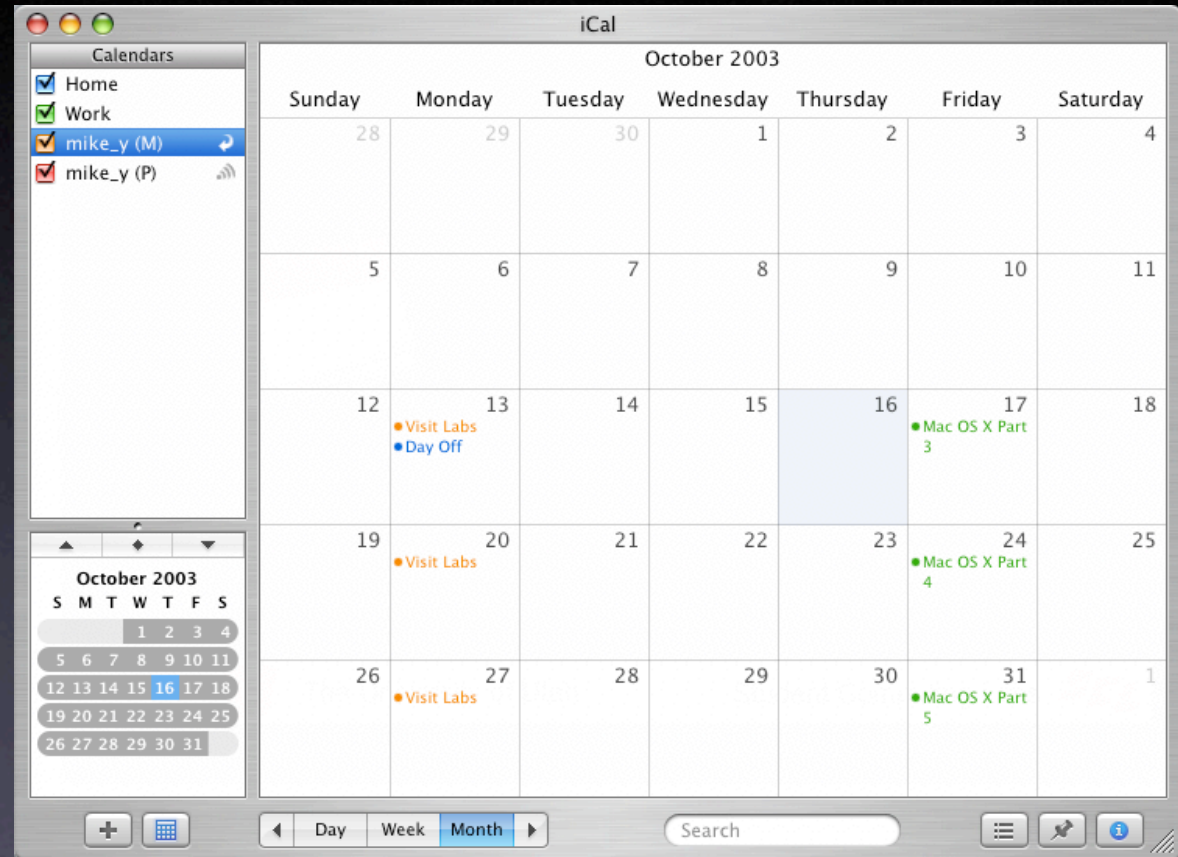 iCal
Calendars
Home
Work
mike_y (M)
mike_y (P)
October 2003
Sunday Monday Tuesday Wednesday Thursday Friday Saturday
28 29 30 1 2 3 4
5 6 7 8 9 10 11
12 13 14 15 16 17 18
Visit Labs Mac OS X Part
Day Off 3
19 20 21 22 23 24 25
Visit Labs Mac OS X Part
4
26 27 28 29 30 31 1
Visit Labs Mac OS X Part
5
October 2003
S M T W T F S
1 2 3 4
5 6 7 8 9 10 11
12 13 14 15 16 17 18
19 20 21 22 23 24 25
26 27 28 29 30 31
Day Week Month
Search